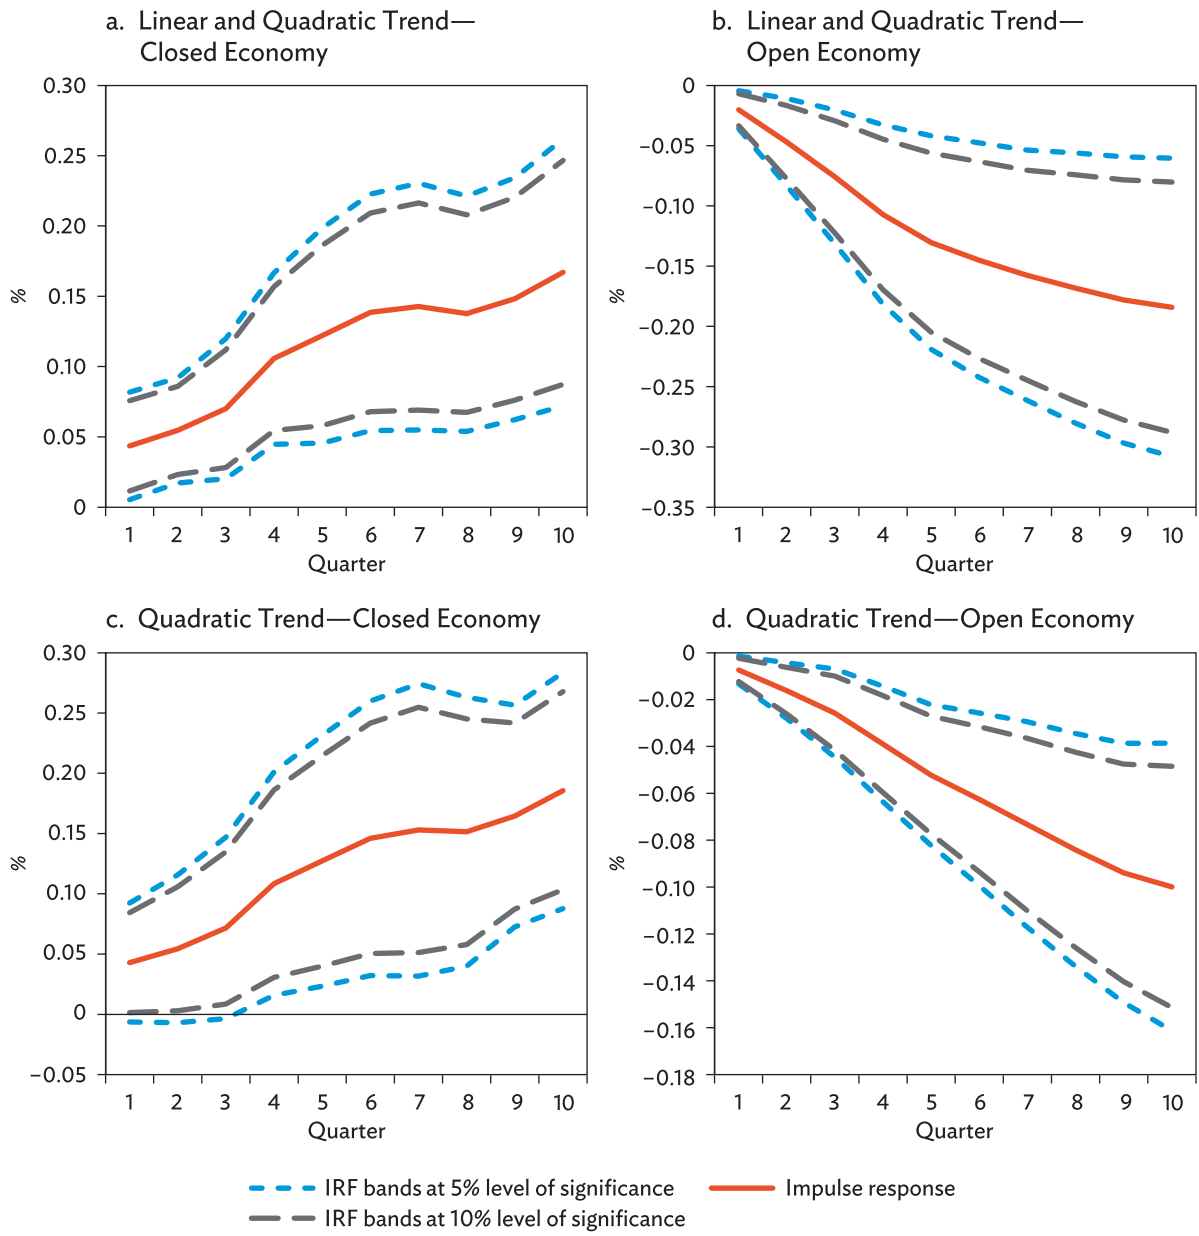 a. Linear and Quadratic Trend—
Closed Economy
0.30
0.25
0.20
0.15
0.10
0.05
0
%
1 2 3 4 5 6 7 8 9 10
Quarter
b. Linear and Quadratic Trend—
Open Economy
0
−0.05
−0.10
−0.15
−0.20
−0.25
−0.30
−0.35
%
1 2 3 4 5 6 7 8 9 10
Quarter
c. Quadratic Trend—Closed Economy
0.30
0.25
0.20
0.15
0.10
0.05
0
−0.05
%
1 2 3 4 5 6 7 8 9 10
Quarter
d. Quadratic Trend—Open Economy
0
−0.02
−0.04
−0.06
−0.08
−0.10
−0.12
−0.14
−0.16
−0.18
%
1 2 3 4 5 6 7 8 9 10
Quarter
IRF bands at 5% level of significance
Impulse response
IRF bands at 10% level of significance